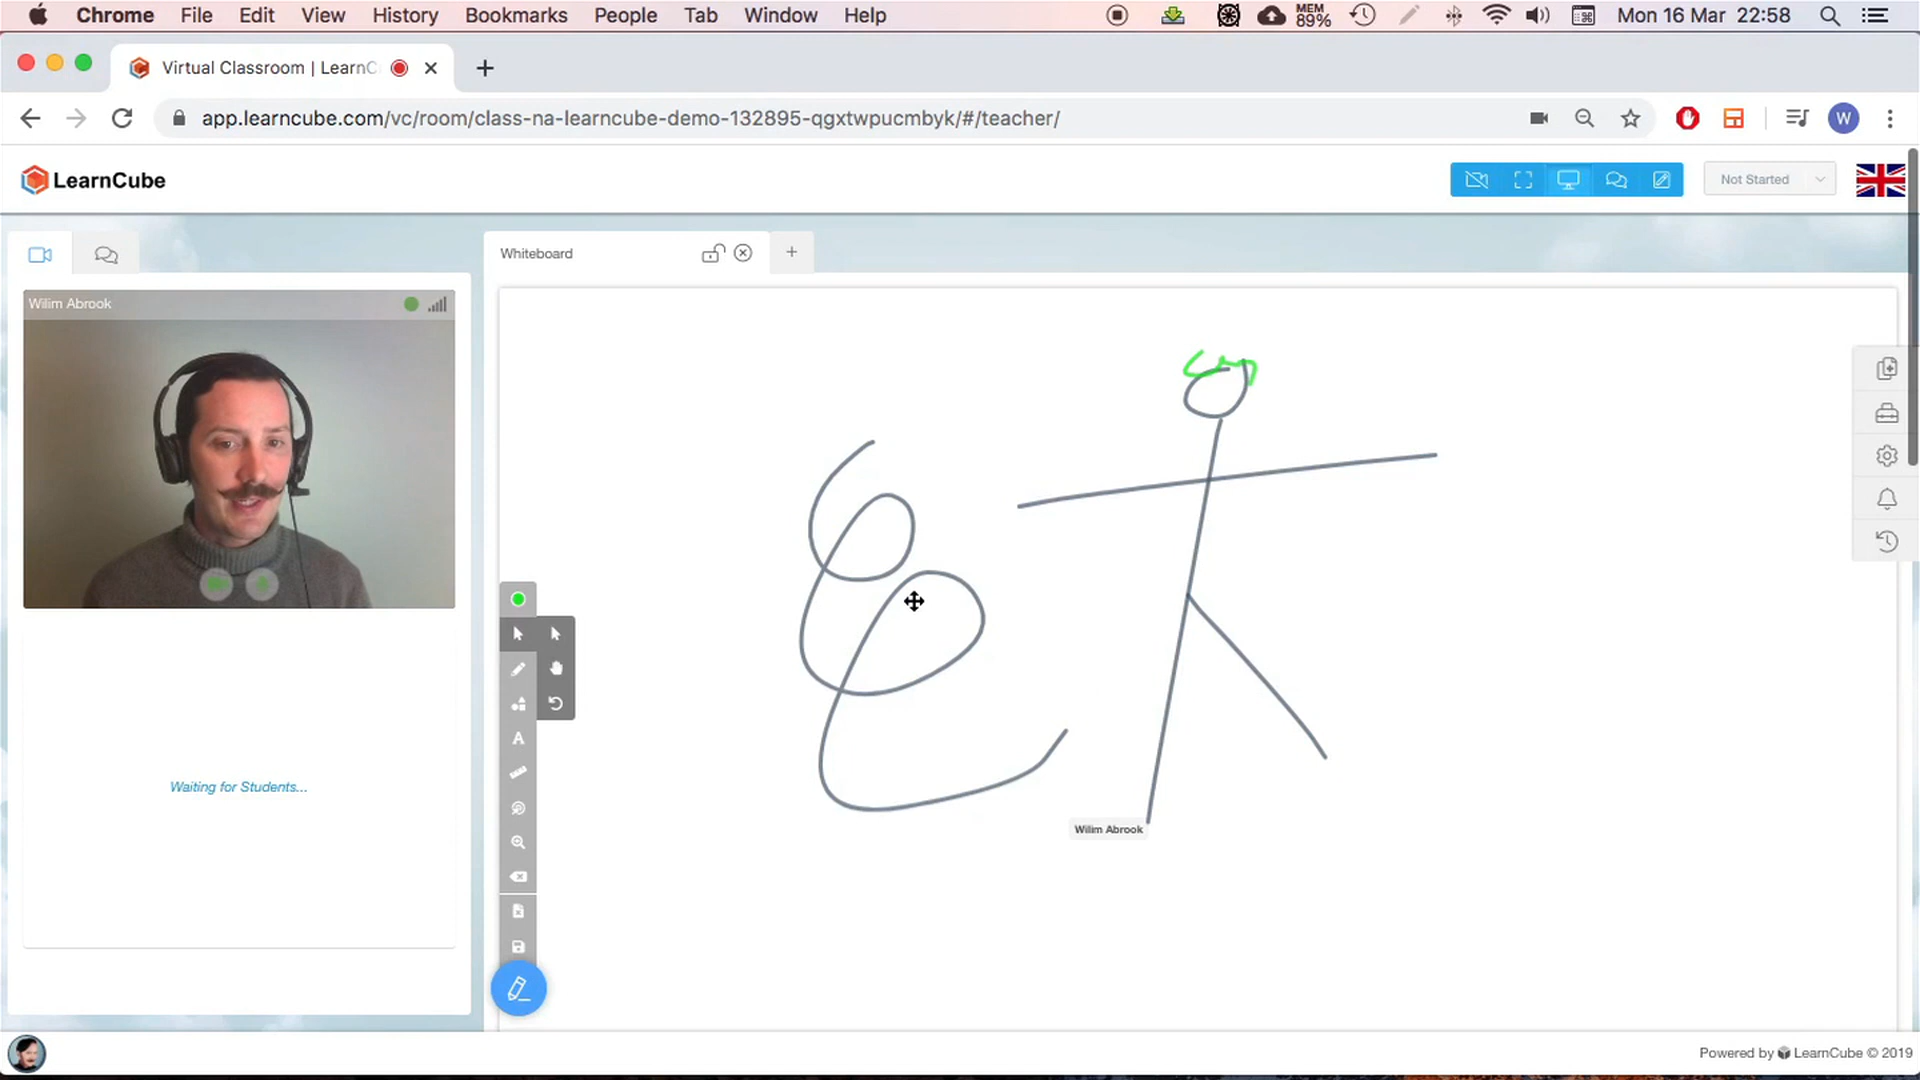 Chrome File Edit View History Bookmarks People Tab Window Help MEM 89% Mon 16 Mar 22:58
Virtual Classroom | LearnC
app.learncube.com/vc/room/class-na-learncube-demo-132895-qgxtwpucmbyk/#/teacher/ W
LearnCube Not Started
Whiteboard
Wilim Abrook
A
Waiting for Students...
Wilim Abrook
Powered by LearnCube © 2019